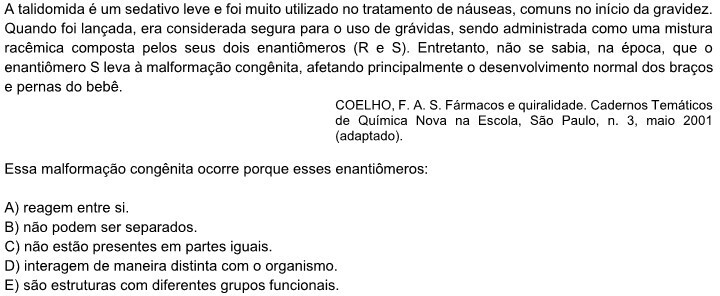 A talidomida é um sedativo leve e foi muito utilizado no tratamento de náuseas, comuns no início da gravidez.
Quando foi lançada, era considerada segura para o uso de grávidas, sendo administrada como uma mistura
racêmica composta pelos seus dois enantiômeros (R e S). Entretanto, não se sabia, na época, que o
enantiômero S leva à malformação congênita, afetando principalmente o desenvolvimento normal dos braços
e pernas do bebê.
COELHO, F. A. S. Fármacos e quiralidade. Cadernos Temáticos
de Química Nova na Escola, São Paulo, n. 3, maio 2001
(adaptado).
Essa malformação congênita ocorre porque esses enantiômeros:
A) reagem entre si.
B) não podem ser separados.
C) não estão presentes em partes iguais.
D) interagem de maneira distinta com o organismo.
E) são estruturas com diferentes grupos funcionais.